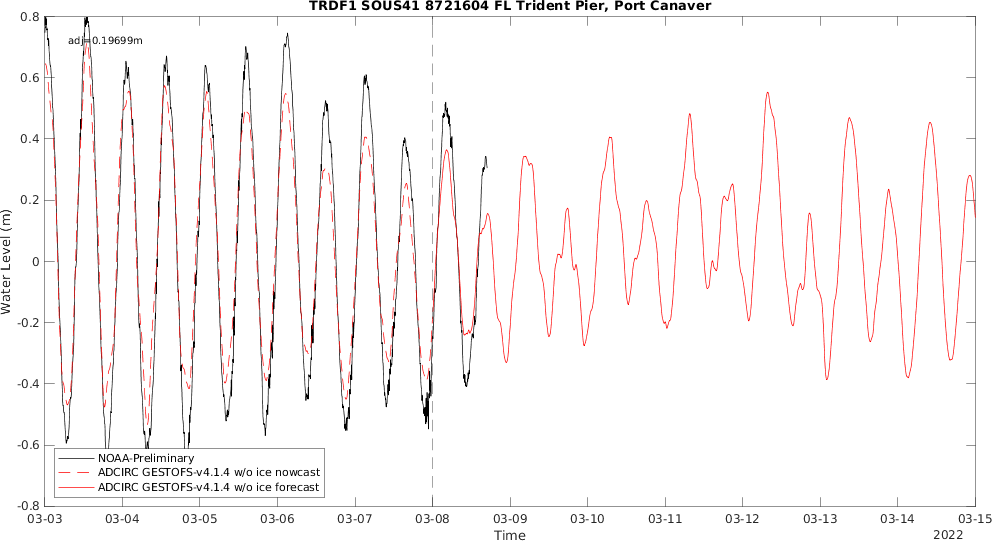 TRDF1 SOUS41 8721604 FL Trident Pier, Port Canaver
adj=0.19699m
0.8
0.6
0.4
0.2
0
-0.2
-0.4
-0.6
-0.8
Water Level (m)
NOAA-Preliminary
ADCIRC GESTOFS-v4.1.4 w/o ice nowcast
ADCIRC GESTOFS-v4.1.4 w/o ice forecast
03-03 03-04 03-05 03-06 03-07 03-08 03-09 03-10 03-11 03-12 03-13 03-14 03-15
Time
2022